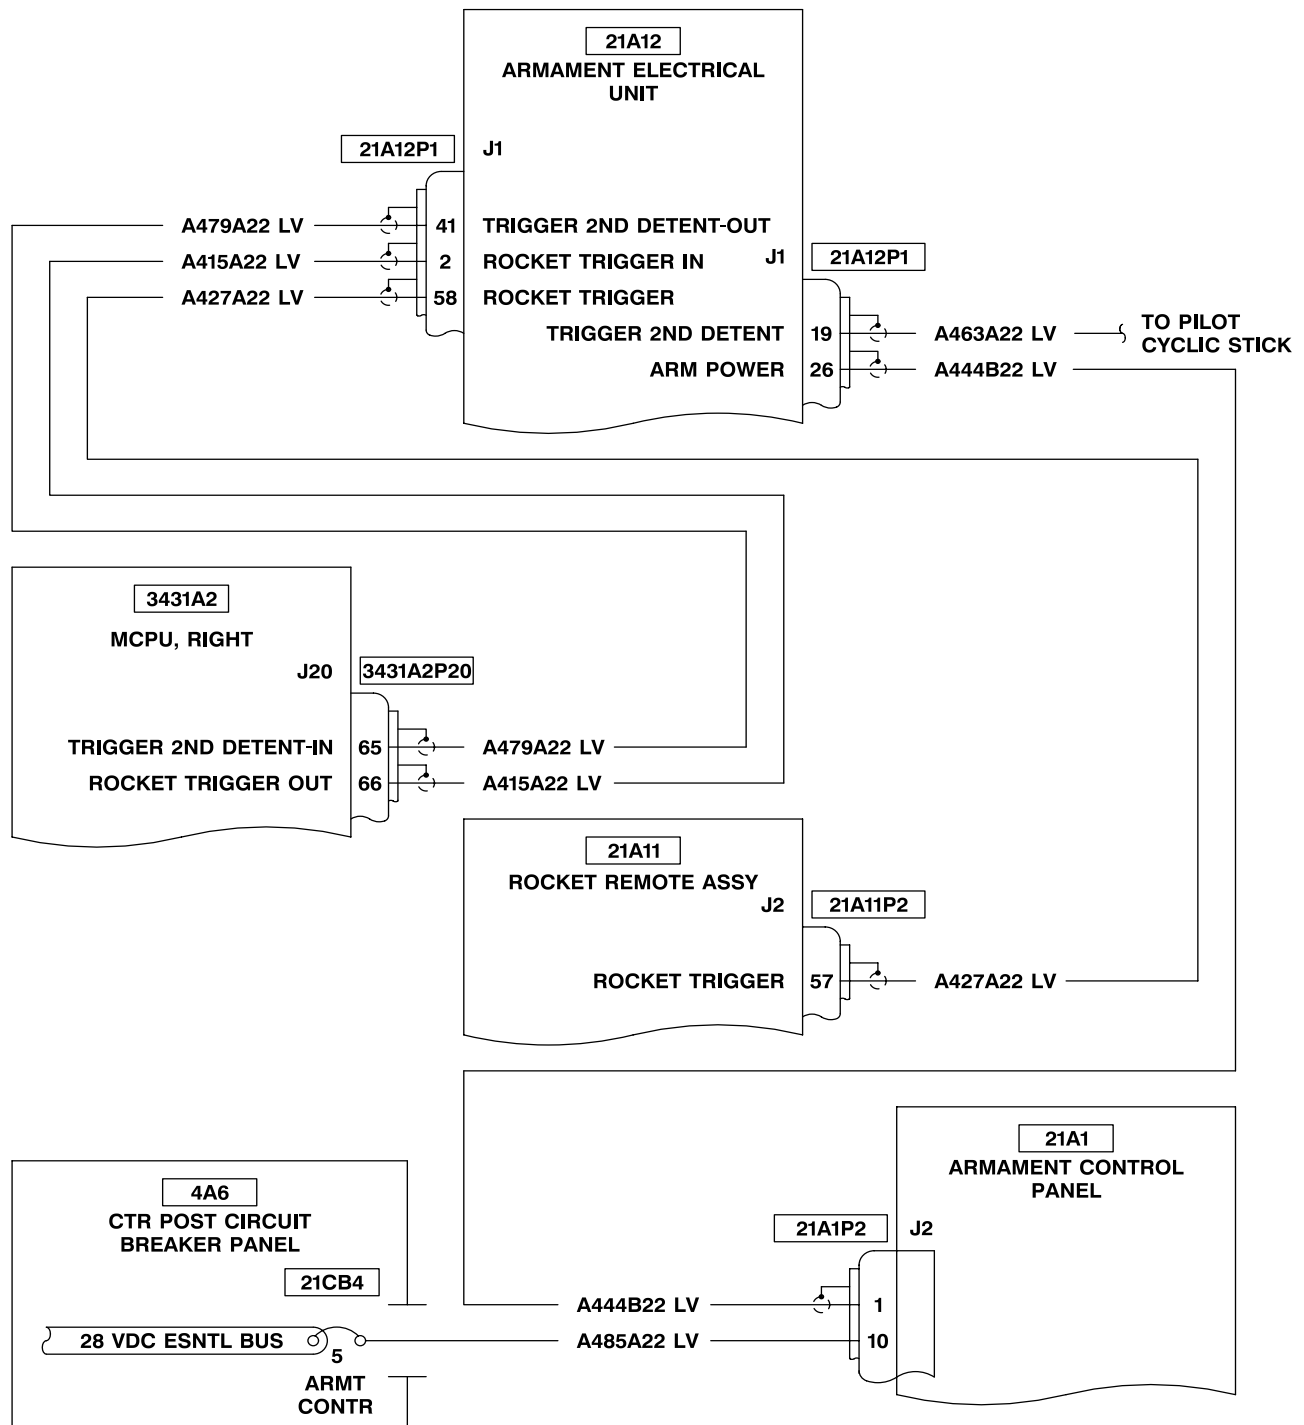 21A12
ARMAMENT ELECTRICAL
UNIT
21A12P1
J1
A479A22 LV
41
TRIGGER 2ND DETENT-OUT
A415A22 LV
2
ROCKET TRIGGER IN
J1
21A12P1
A427A22 LV
58
ROCKET TRIGGER
TRIGGER 2ND DETENT
19
A463A22 LV
TO PILOT
CYCLIC STICK
ARM POWER
26
A444B22 LV
3431A2
MCPU, RIGHT
J20
3431A2P20
TRIGGER 2ND DETENT-IN
65
A479A22 LV
ROCKET TRIGGER OUT
66
A415A22 LV
21A11
ROCKET REMOTE ASSY
J2
21A11P2
ROCKET TRIGGER
57
A427A22 LV
21A1
ARMAMENT CONTROL
PANEL
4A6
CTR POST CIRCUIT
BREAKER PANEL
21A1P2
J2
21CB4
A444B22 LV
1
28 VDC ESNTL BUS
5
A485A22 LV
10
ARMT
CONTR